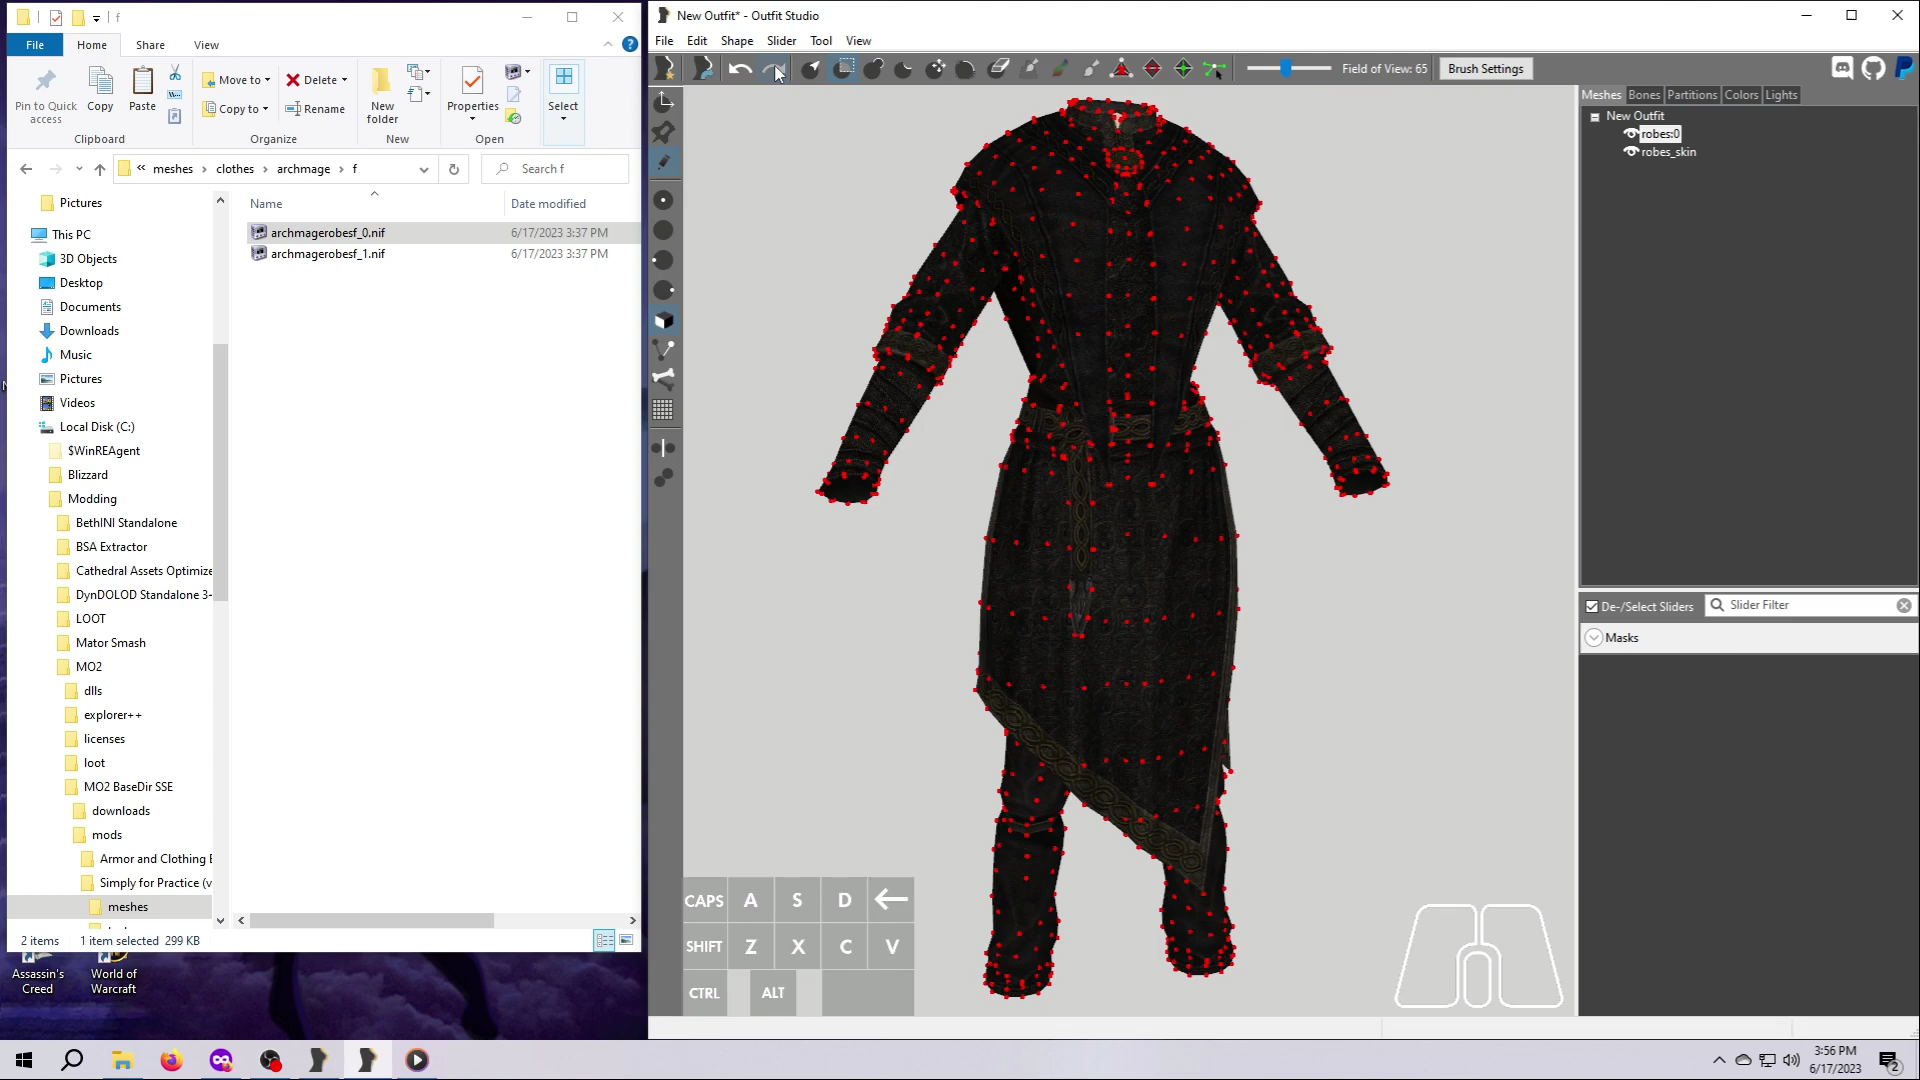 f
New Outfit* - Outfit Studio
File
Home
Share
View
File
Edit
Shape
Slider
Tool
View
Pin to Quick access
Copy
Paste
Move to
Copy to
Delete
Rename
New folder
Properties
Select
Clipboard
Organize
New
Open
Field of View: 65
Brush Settings
Meshes
Bones
Partitions
Colors
Lights
New Outfit
robes:0
robes_skin
« meshes › clothes › archmage › f
Search f
Name
Date modified
archmagerobesf_0.nif
6/17/2023 3:37 PM
archmagerobesf_1.nif
6/17/2023 3:37 PM
Pictures
This PC
3D Objects
Desktop
Documents
Downloads
Music
Pictures
Videos
Local Disk (C:)
$WinREAgent
Blizzard
Modding
BethINI Standalone
BSA Extractor
Cathedral Assets Optimize
DynDOLOD Standalone 3-
LOOT
Mator Smash
MO2
dlls
explorer++
licenses
loot
MO2 BaseDir SSE
downloads
mods
Armor and Clothing E
Simply for Practice (v
meshes
2 items
1 item selected 299 KB
De-/Select Sliders
Slider Filter
Masks
CAPS
A
S
D
SHIFT
Z
X
C
V
CTRL
ALT
Assassin's Creed
World of Warcraft
3:56 PM
6/17/2023
2